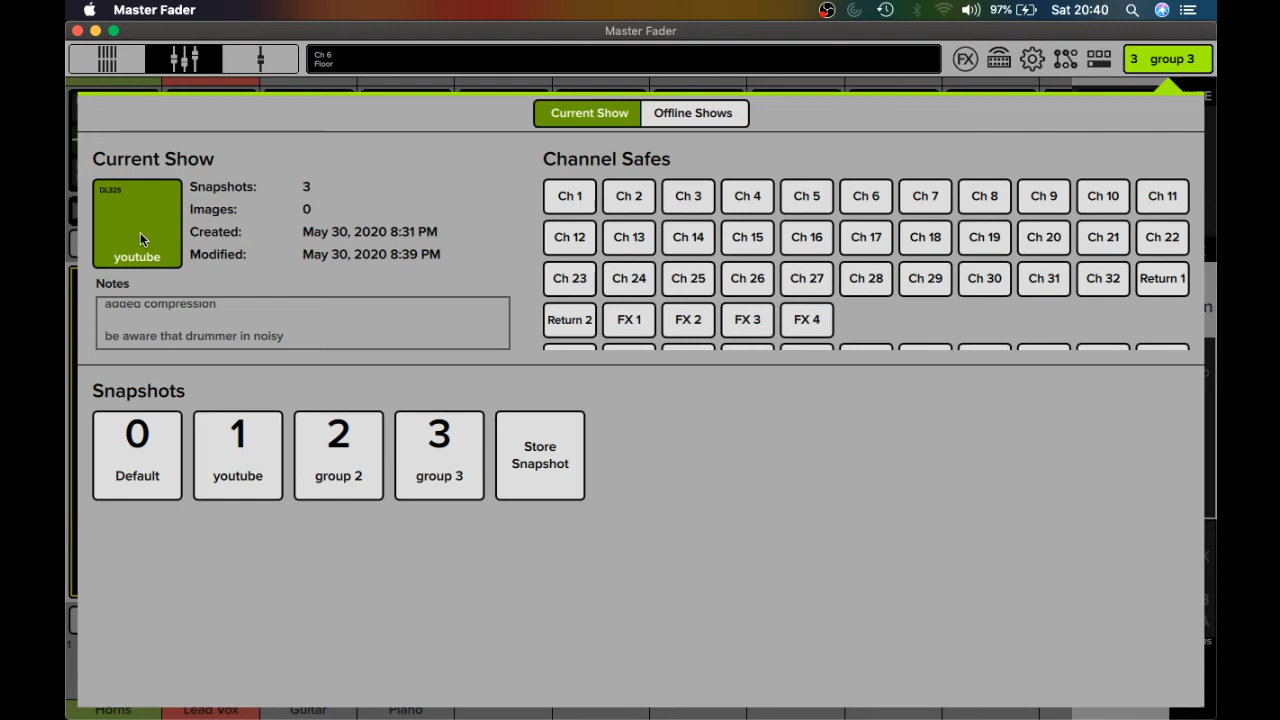 Master Fader
97%
Sat 20:40
Master Fader
Ch 6
Floor
FX
3 group 3
Current Show
Offline Shows
Current Show
DL32S
youtube
Snapshots: 3
Images: 0
Created: May 30, 2020 8:31 PM
Modified: May 30, 2020 8:39 PM
Notes
added compression
be aware that drummer in noisy
Channel Safes
Ch 1 Ch 2 Ch 3 Ch 4 Ch 5 Ch 6 Ch 7 Ch 8 Ch 9 Ch 10 Ch 11
Ch 12 Ch 13 Ch 14 Ch 15 Ch 16 Ch 17 Ch 18 Ch 19 Ch 20 Ch 21 Ch 22
Ch 23 Ch 24 Ch 25 Ch 26 Ch 27 Ch 28 Ch 29 Ch 30 Ch 31 Ch 32 Return 1
Return 2 FX 1 FX 2 FX 3 FX 4
Snapshots
0 1 2 3
Default youtube group 2 group 3
Store
Snapshot
Horns Lead Vox Guitar Piano